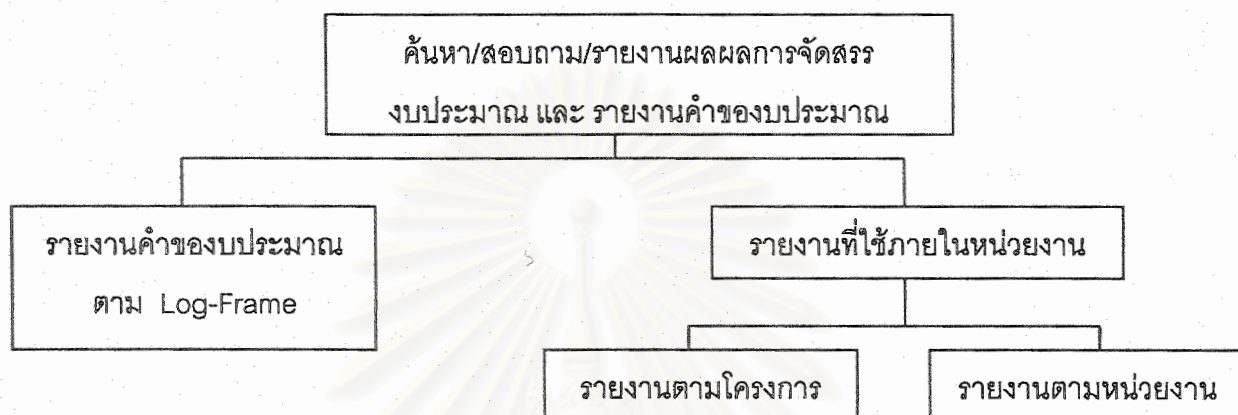 ค้นหา/สอบถาม/รายงานผลผลการจัดสรร
งบประมาณ และ รายงานคำของบประมาณ
รายงานคำของบประมาณ
ตาม Log-Frame
รายงานที่ใช้ภายในหน่วยงาน
รายงานตามโครงการ
รายงานตามหน่วยงาน